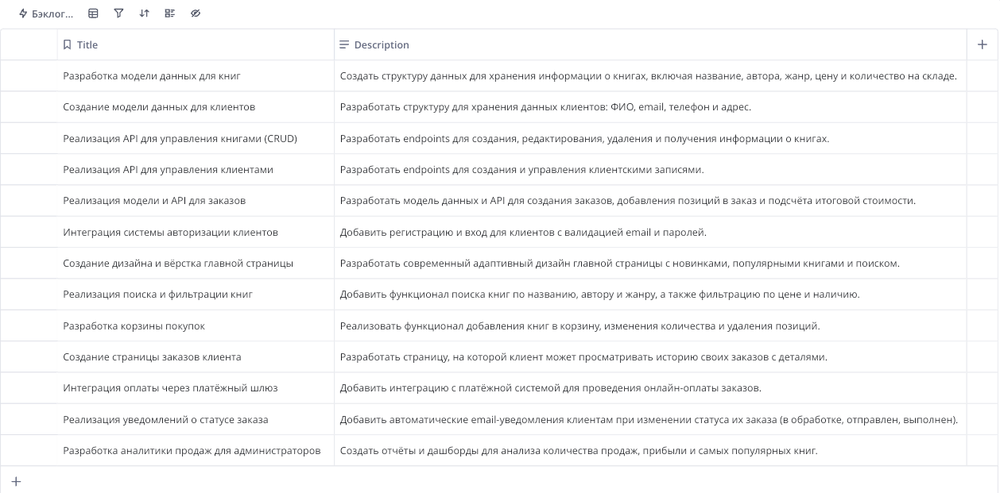 Бэклог...
Title Description
Разработка модели данных для книг Создать структуру данных для хранения информации о книгах, включая название, автора, жанр, цену и количество на складе.
Создание модели данных для клиентов Разработать структуру для хранения данных клиентов: ФИО, email, телефон и адрес.
Реализация API для управления книгами (CRUD) Разработать endpoints для создания, редактирования, удаления и получения информации о книгах.
Реализация API для управления клиентами Разработать endpoints для создания и управления клиентскими записями.
Реализация модели и API для заказов Разработать модель данных и API для создания заказов, добавления позиций в заказ и подсчёта итоговой стоимости.
Интеграция системы авторизации клиентов Добавить регистрацию и вход для клиентов с валидацией email и паролей.
Создание дизайна и вёрстка главной страницы Разработать современный адаптивный дизайн главной страницы с новинками, популярными книгами и поиском.
Реализация поиска и фильтрации книг Добавить функционал поиска книг по названию, автору и жанру, а также фильтрацию по цене и наличию.
Разработка корзины покупок Реализовать функционал добавления книг в корзину, изменения количества и удаления позиций.
Создание страницы заказов клиента Разработать страницу, на которой клиент может просматривать историю своих заказов с деталями.
Интеграция оплаты через платёжный шлюз Добавить интеграцию с платёжной системой для проведения онлайн-оплаты заказов.
Реализация уведомлений о статусе заказа Добавить автоматические email-уведомления клиентам при изменении статуса их заказа (в обработке, отправлен, выполнен).
Разработка аналитики продаж для администраторов Создать отчёты и дашборды для анализа количества продаж, прибыли и самых популярных книг.